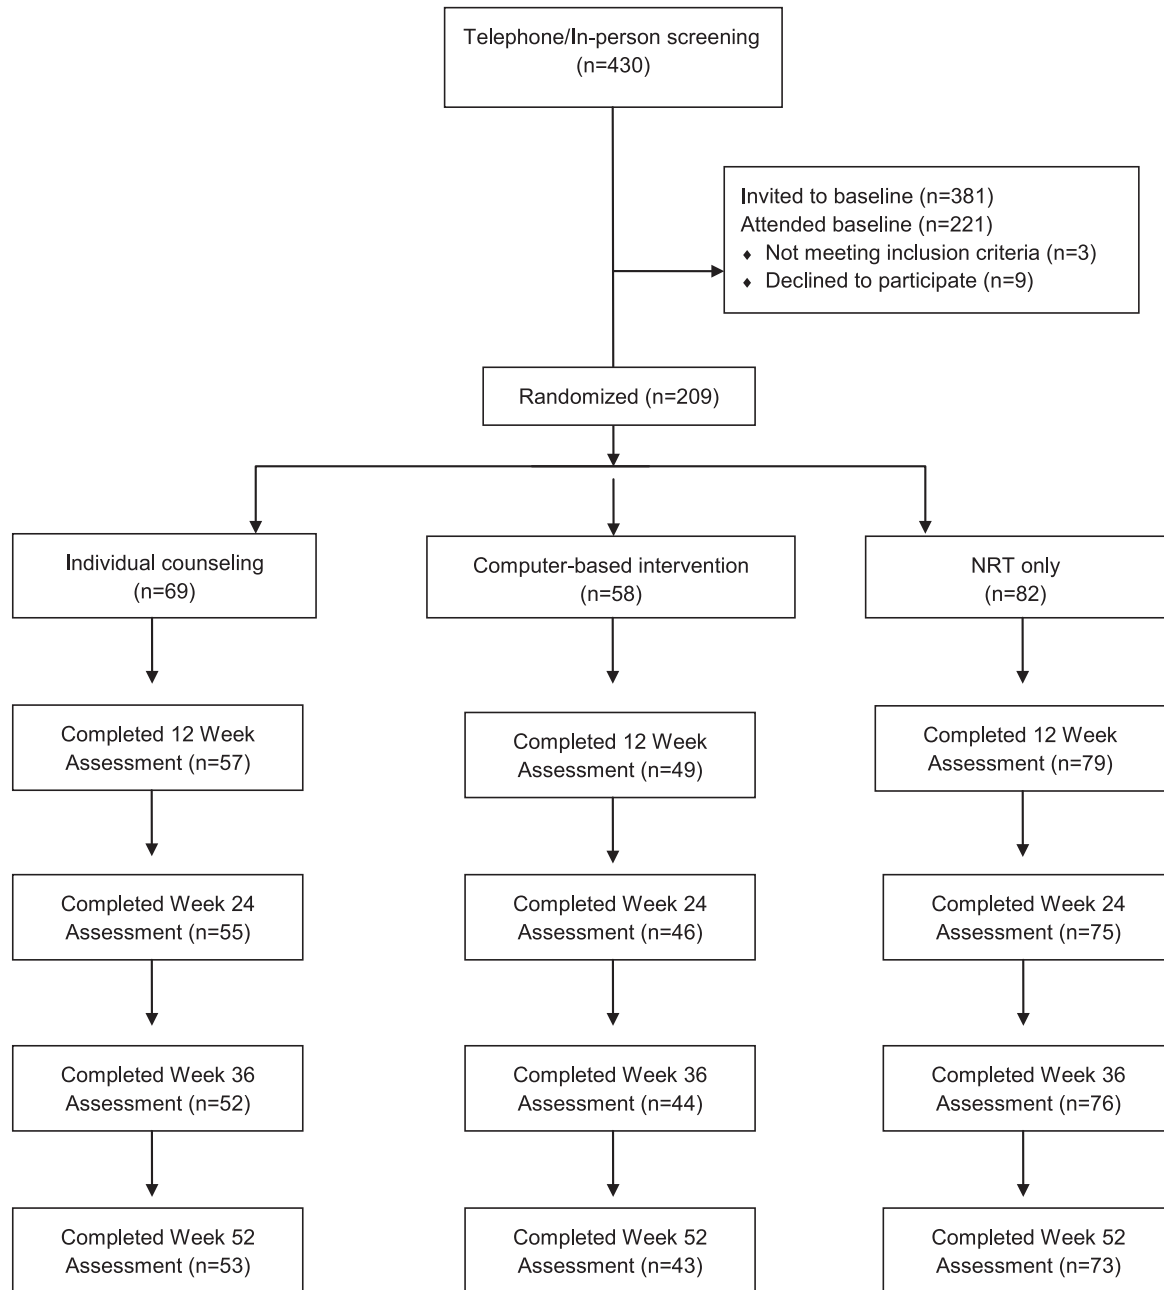 Telephone/In-person screening
(n=430)
Invited to baseline (n=381)
Attended baseline (n=221)
♦ Not meeting inclusion criteria (n=3)
♦ Declined to participate (n=9)
Randomized (n=209)
Individual counseling
(n=69)
Computer-based intervention
(n=58)
NRT only
(n=82)
Completed 12 Week
Assessment (n=57)
Completed 12 Week
Assessment (n=49)
Completed 12 Week
Assessment (n=79)
Completed Week 24
Assessment (n=55)
Completed Week 24
Assessment (n=46)
Completed Week 24
Assessment (n=75)
Completed Week 36
Assessment (n=52)
Completed Week 36
Assessment (n=44)
Completed Week 36
Assessment (n=76)
Completed Week 52
Assessment (n=53)
Completed Week 52
Assessment (n=43)
Completed Week 52
Assessment (n=73)